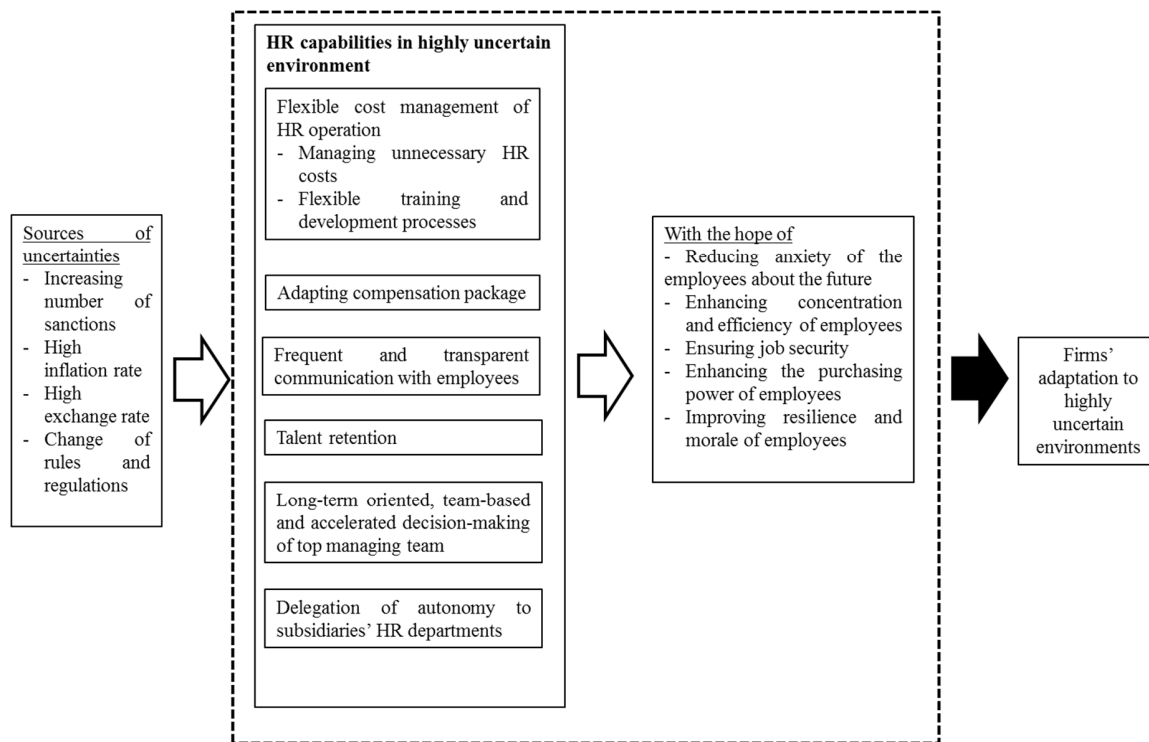 Sources of
uncertainties
- Increasing
number of
sanctions
- High
inflation rate
- High
exchange rate
- Change of
rules and
regulations
HR capabilities in highly uncertain
environment
Flexible cost management of
HR operation
- Managing unnecessary HR
costs
- Flexible training and
development processes
Adapting compensation package
Frequent and transparent
communication with employees
Talent retention
Long-term oriented, team-based
and accelerated decision-making
of top managing team
Delegation of autonomy to
subsidiaries’ HR departments
With the hope of
- Reducing anxiety of the
employees about the future
- Enhancing concentration
and efficiency of employees
- Ensuring job security
- Enhancing the purchasing
power of employees
- Improving resilience and
morale of employees
Firms’
adaptation to
highly
uncertain
environments